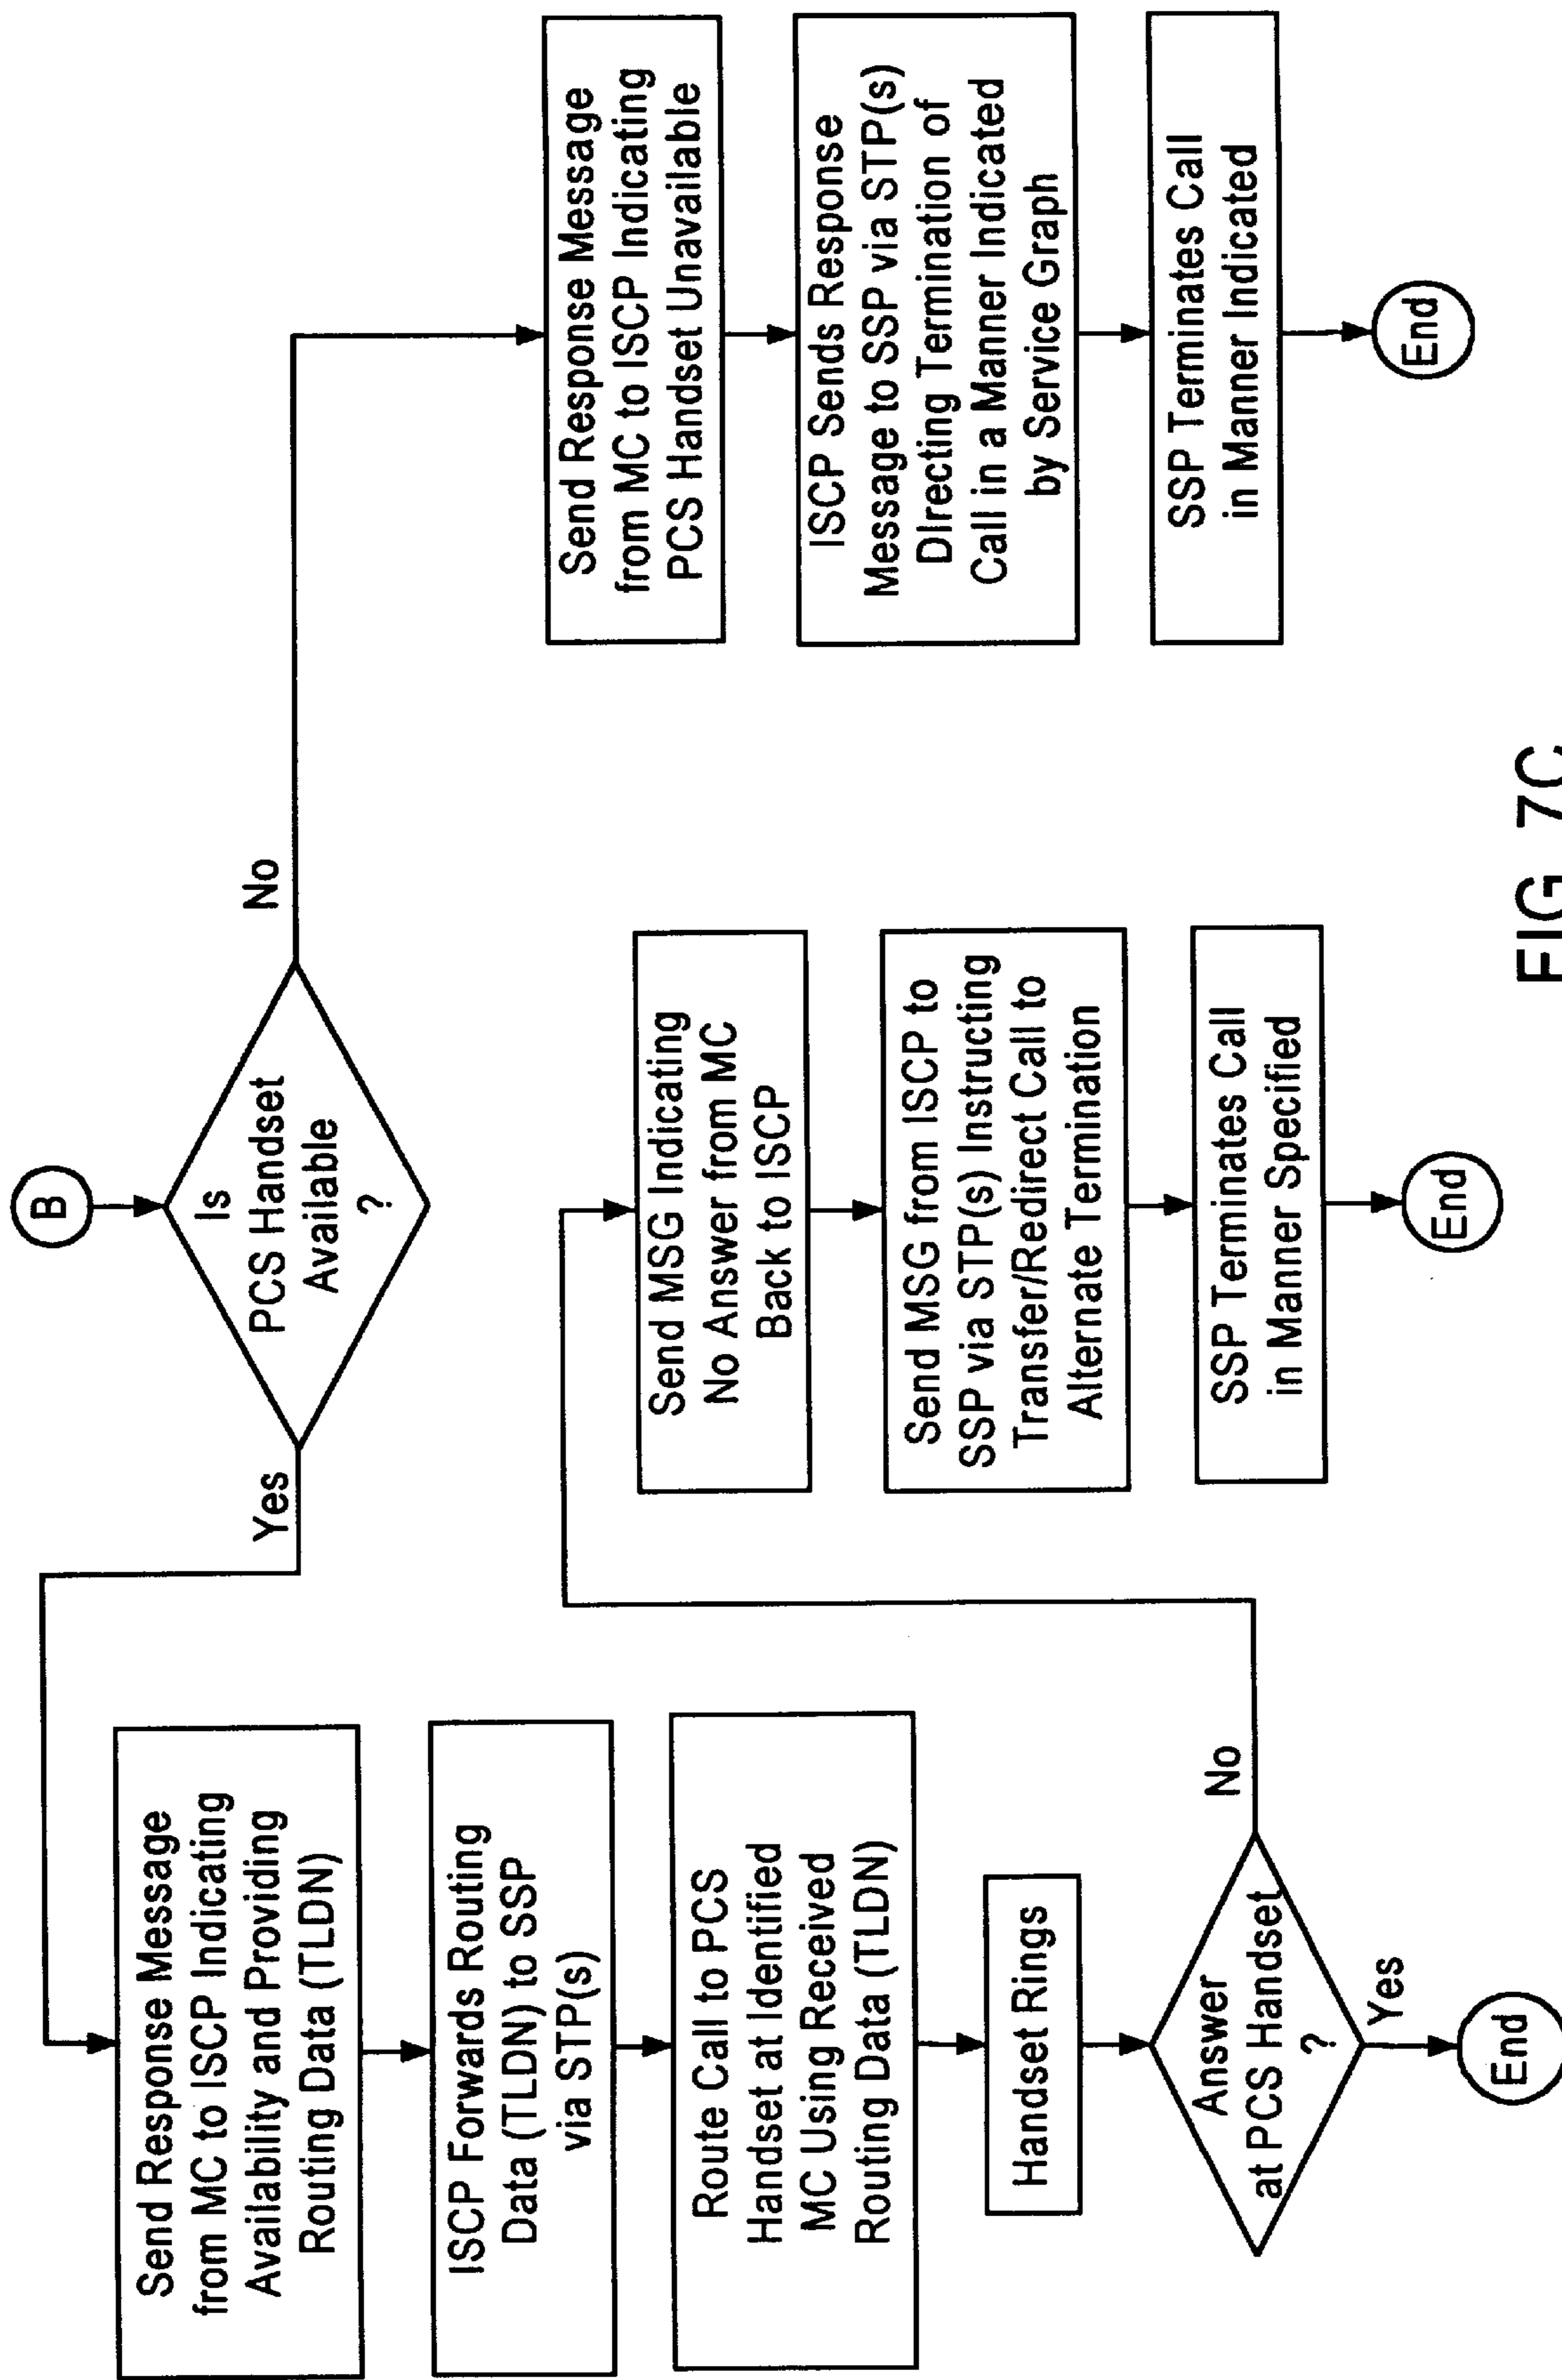 B
Is
PCS Handset
Available
?
Yes
No
Send Response Message
from MC to ISCP Indicating
Availability and Providing
Routing Data (TLDN)
ISCP Forwards Routing
Data (TLDN) to SSP
via STP(s)
Route Call to PCS
Handset at Identified
MC Using Received
Routing Data (TLDN)
Handset Rings
Answer
at PCS Handset
?
Yes
End
No
Send MSG Indicating
No Answer from MC
Back to ISCP
Send MSG from ISCP to
SSP via STP(s) Instructing
Transfer/Redirect Call to
Alternate Termination
SSP Terminates Call
in Manner Specified
End
Send Response Message
from MC to ISCP Indicating
PCS Handset Unavailable
ISCP Sends Response
Message to SSP via STP(s)
DIrecting Termination of
Call in a Manner Indicated
by Service Graph
SSP Terminates Call
in Manner Indicated
End
FIG. 7C